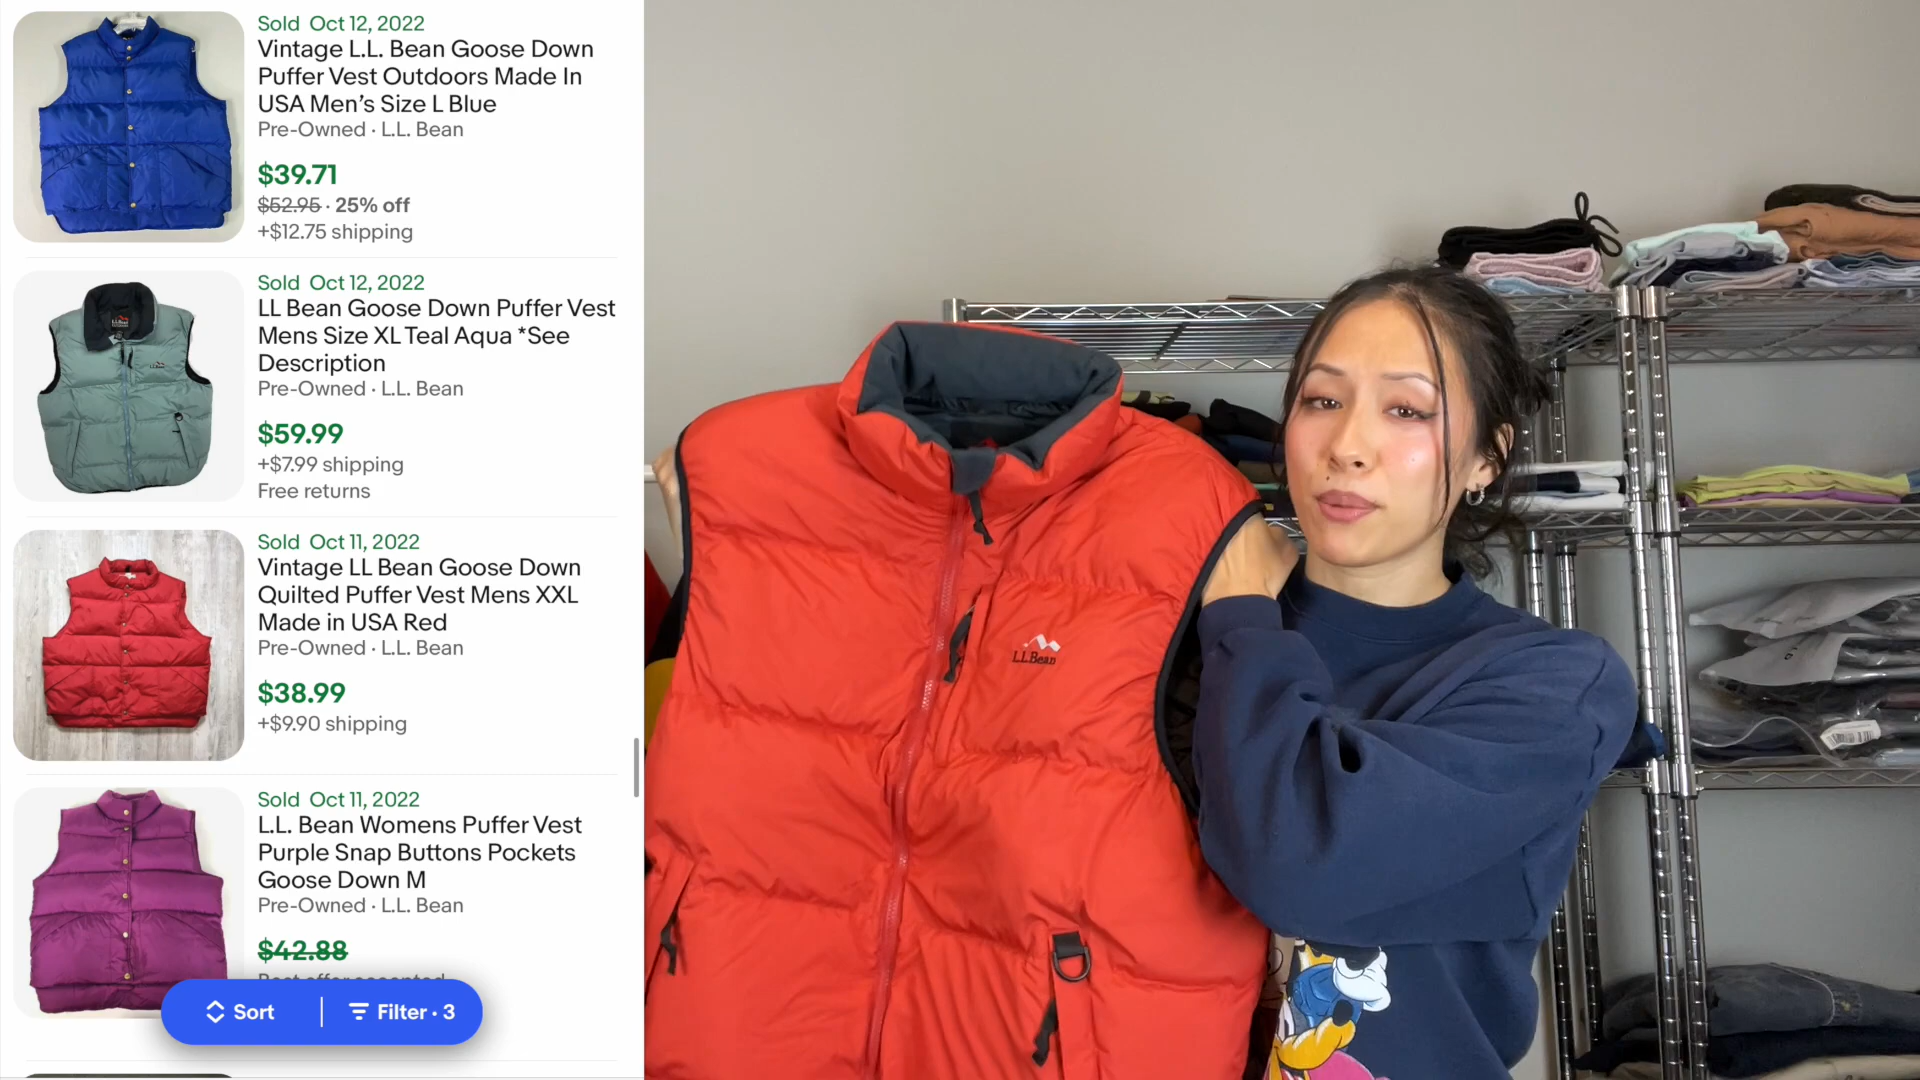 Sold Oct 12, 2022
Vintage L.L. Bean Goose Down
Puffer Vest Outdoors Made In
USA Men's Size L Blue
Pre-Owned · L.L. Bean
$39.71
$52.95 · 25% off
+$12.75 shipping
Sold Oct 12, 2022
LL Bean Goose Down Puffer Vest
Mens Size XL Teal Aqua *See
Description
Pre-Owned · L.L. Bean
$59.99
+$7.99 shipping
Free returns
Sold Oct 11, 2022
Vintage LL Bean Goose Down
Quilted Puffer Vest Mens XXL
Made in USA Red
Pre-Owned · L.L. Bean
$38.99
+$9.90 shipping
Sold Oct 11, 2022
L.L. Bean Womens Puffer Vest
Purple Snap Buttons Pockets
Goose Down M
Pre-Owned · L.L. Bean
$42.88
Best offer accepted
Sort
Filter · 3
L.L.Bean